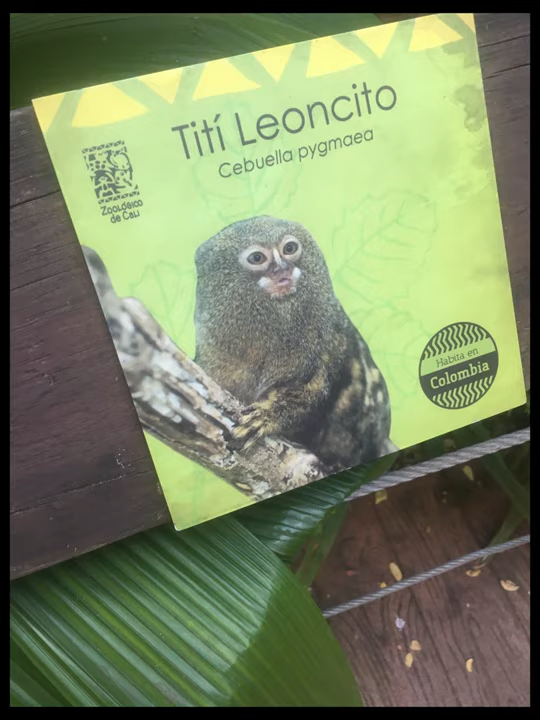 Tití Leoncito
Cebuella pygmaea
Zoológico
de Cali
Habita en
Colombia